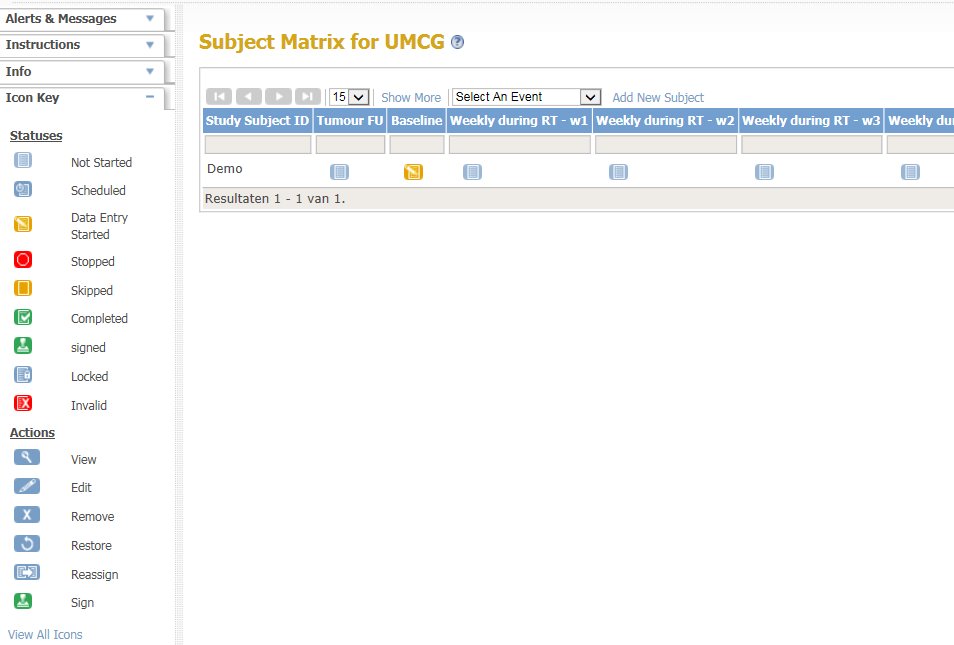 Alerts & Messages
Instructions
Info
Icon Key
Statuses
Not Started
Scheduled
Data Entry
Started
Stopped
Skipped
Completed
signed
Locked
Invalid
Actions
View
Edit
X Remove
Restore
Reassign
Sign
View All Icons
Subject Matrix for UMCG ?
15 Show More Select An Event Add New Subject
Study Subject ID Tumour FU Baseline Weekly during RT - w1 Weekly during RT - w2 Weekly during RT - w3 Weekly du
Demo
Resultaten 1 - 1 van 1.